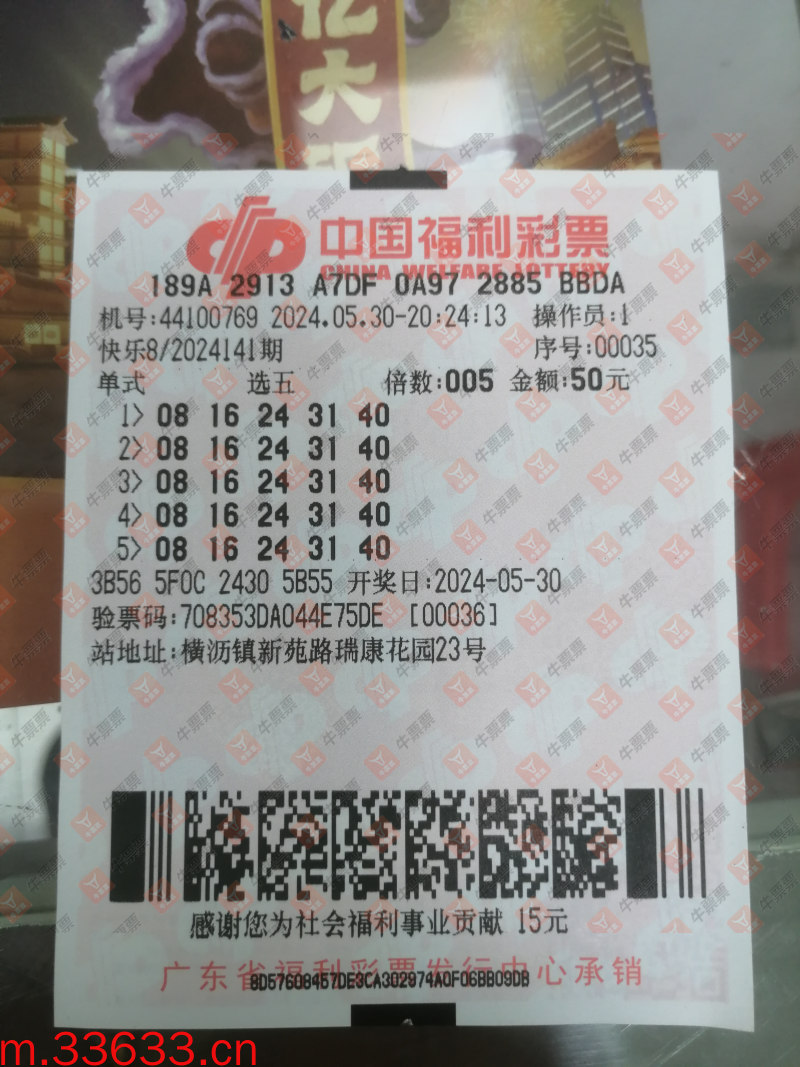 亿大
中国福利彩票
CHINA WELFARE LOTTERY
189A 2913 A7DF 0A97 2885 BBDA
机号:44100769 2024.05.30-20:24:13 操作员:1
快乐8/2024141期 序号:00035
单式 选五 倍数:005 金额:50元
1> 08 16 24 31 40
2> 08 16 24 31 40
3> 08 16 24 31 40
4> 08 16 24 31 40
5> 08 16 24 31 40
3B56 5F0C 2430 5B55 开奖日:2024-05-30
验票码:708353DA044E75DE [00036]
站地址:横沥镇新苑路瑞康花园23号
感谢您为社会福利事业贡献 15元
广东省福利彩票发行中心承销
8D57608457DE3CA302974A0F06BB09DB
牛票票
m.33633.cn